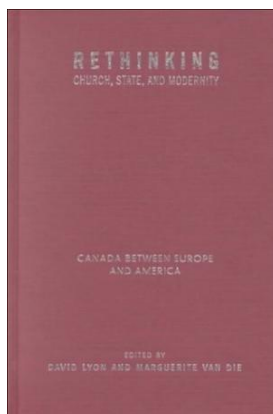 RETHINKING
CHURCH, STATE, AND MODERNITY
CANADA BETWEEN EUROPE
AND AMERICA
EDITED BY
DAVID LYON AND MARGUERITE VAN DIE